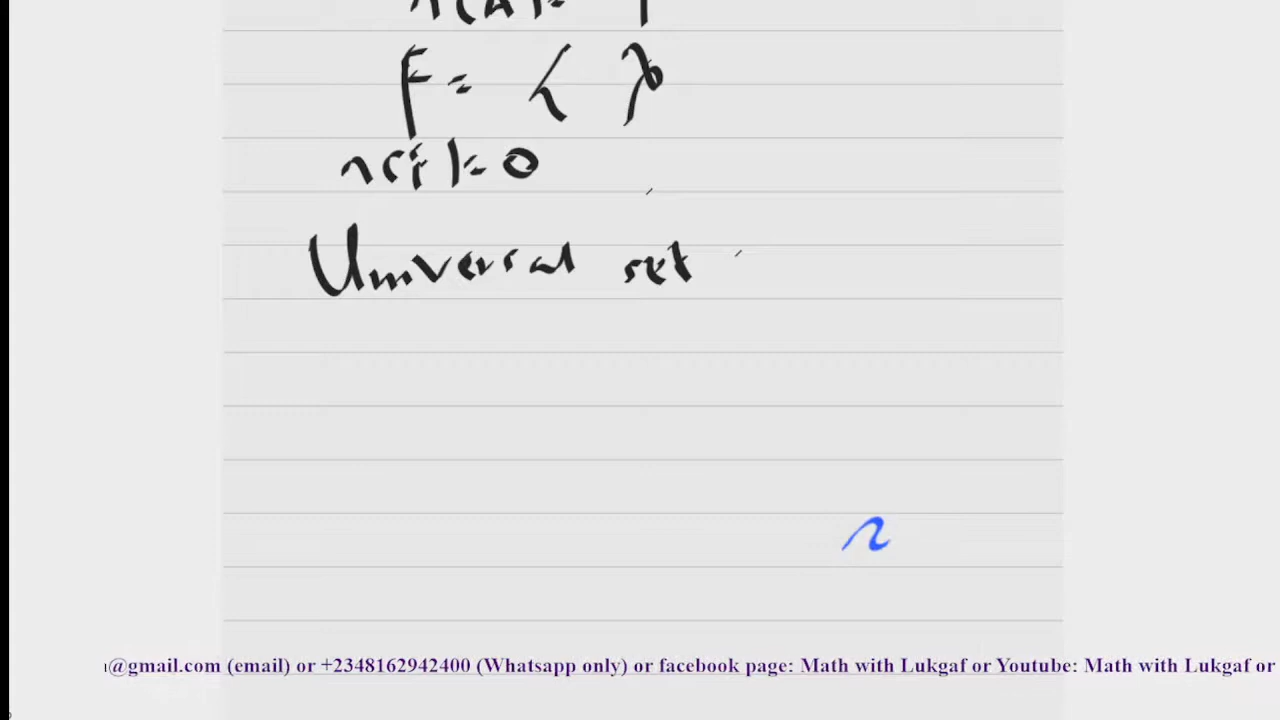 F = { }
n(F) = 0
Universal set
@gmail.com (email) or +2348162942400 (Whatsapp only) or facebook page: Math with Lukgaf or Youtube: Math with Lukgaf or